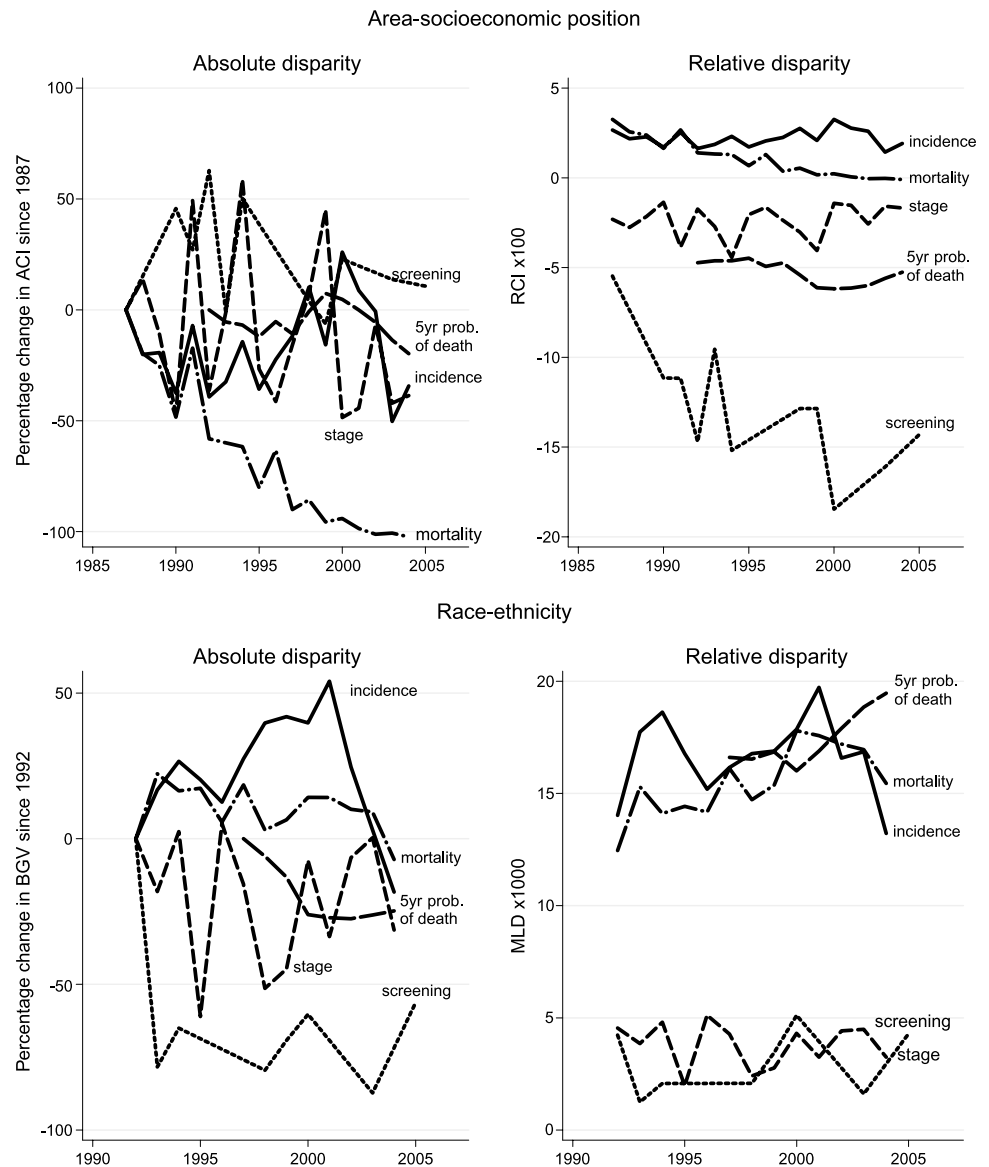 Area-socioeconomic position
Absolute disparity
Percentage change in ACI since 1987
100
50
0
-50
-100
1985
1990
1995
2000
2005
screening
5yr prob.
of death
incidence
stage
mortality
Relative disparity
RCI x100
5
0
-5
-10
-15
-20
1985
1990
1995
2000
2005
incidence
mortality
stage
5yr prob.
of death
screening
Race-ethnicity
Absolute disparity
Percentage change in BGV since 1992
50
0
-50
-100
1990
1995
2000
2005
incidence
mortality
5yr prob.
of death
stage
screening
Relative disparity
MLD x1000
20
15
10
5
0
1990
1995
2000
2005
5yr prob.
of death
mortality
incidence
screening
stage